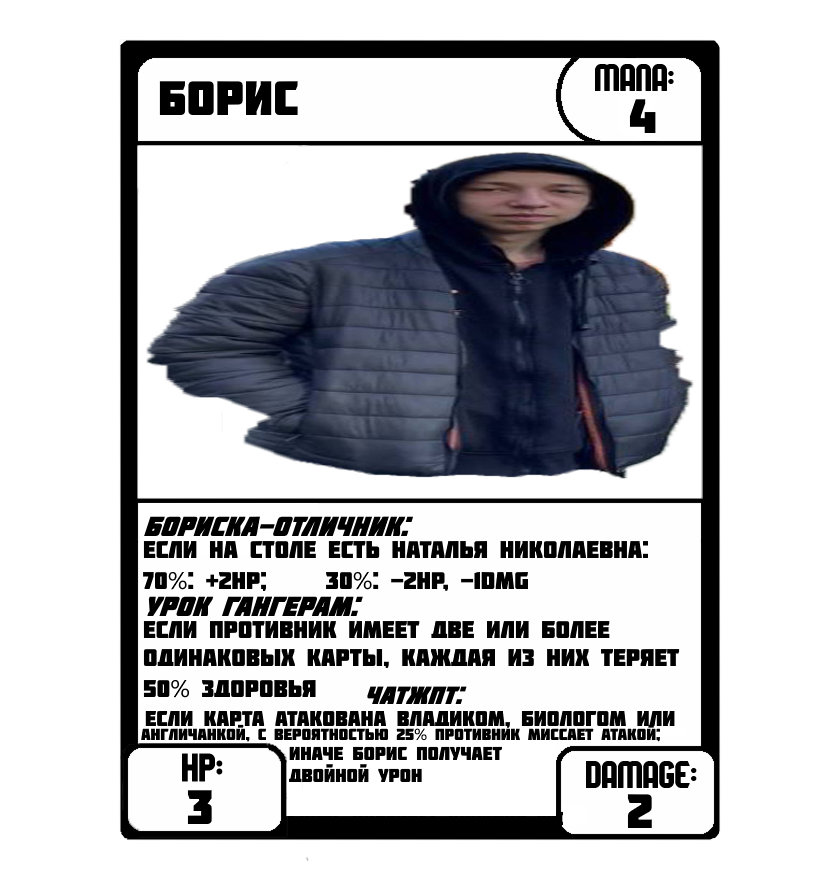 БОРИС
MANA:
4
БОРИСКА-ОТЛИЧНИК:
ЕСЛИ НА СТОЛЕ ЕСТЬ НАТАЛЬЯ НИКОЛАЕВНА:
70%: +2HP; 30%: -2HP, -1DMG
УРОК ГАНГЕРАМ:
ЕСЛИ ПРОТИВНИК ИМЕЕТ ДВЕ ИЛИ БОЛЕЕ
ОДИНАКОВЫХ КАРТЫ, КАЖДАЯ ИЗ НИХ ТЕРЯЕТ
50% ЗДОРОВЬЯ
ЧАТЖПТ:
ЕСЛИ КАРТА АТАКОВАНА ВЛАДИКОМ, БИОЛОГОМ ИЛИ
АНГЛИЧАНКОЙ, С ВЕРОЯТНОСТЬЮ 25% ПРОТИВНИК МИССАЕТ АТАКОЙ;
ИНАЧЕ БОРИС ПОЛУЧАЕТ
ДВОЙНОЙ УРОН
HP:
3
DAMAGE:
2